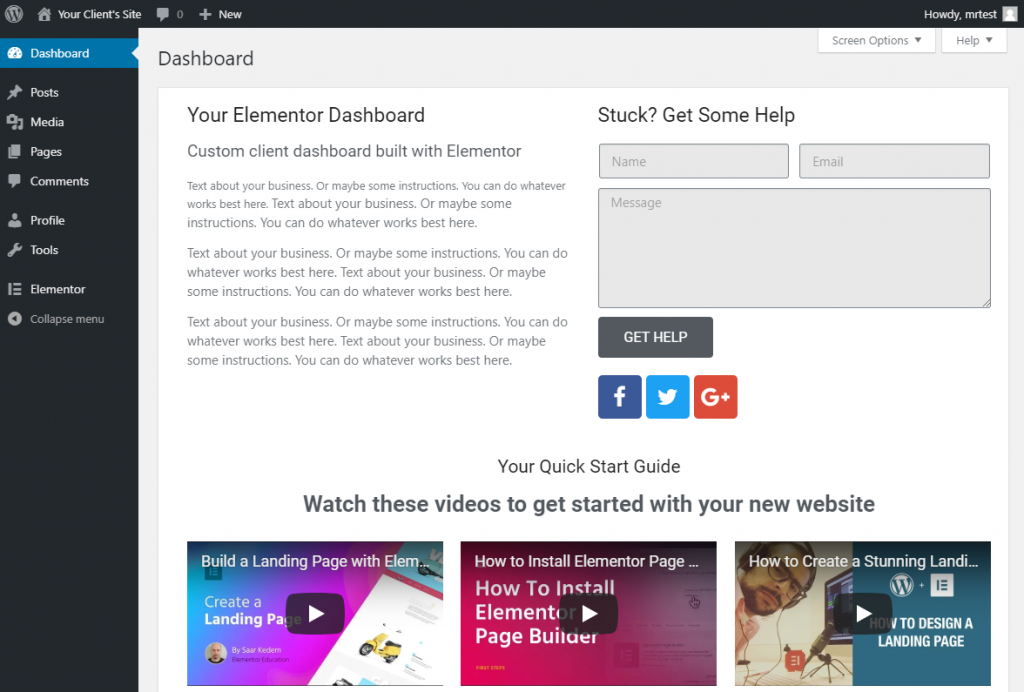 Your Client's Site 0 New Howdy, mrtest
Screen Options Help
Dashboard
Posts
Media
Pages
Comments
Profile
Tools
Elementor
Collapse menu
Dashboard
Your Elementor Dashboard
Custom client dashboard built with Elementor
Text about your business. Or maybe some instructions. You can do whatever
works best here. Text about your business. Or maybe some
instructions. You can do whatever works best here.
Text about your business. Or maybe some instructions. You can do
whatever works best here. Text about your business. Or maybe
some instructions. You can do whatever works best here.
Text about your business. Or maybe some instructions. You can do
whatever works best here. Text about your business. Or maybe
some instructions. You can do whatever works best here.
Stuck? Get Some Help
Name Email
Message
GET HELP
f G+
Your Quick Start Guide
Watch these videos to get started with your new website
Build a Landing Page with Elem...
Create a
Landing Page
By Saar Kedem
Elementor Education
How to Install Elementor Page ...
How To Install
Elementor
Page Builder
FIRST STEPS
How to Create a Stunning Landi...
+
HOW TO DESIGN A
LANDING PAGE